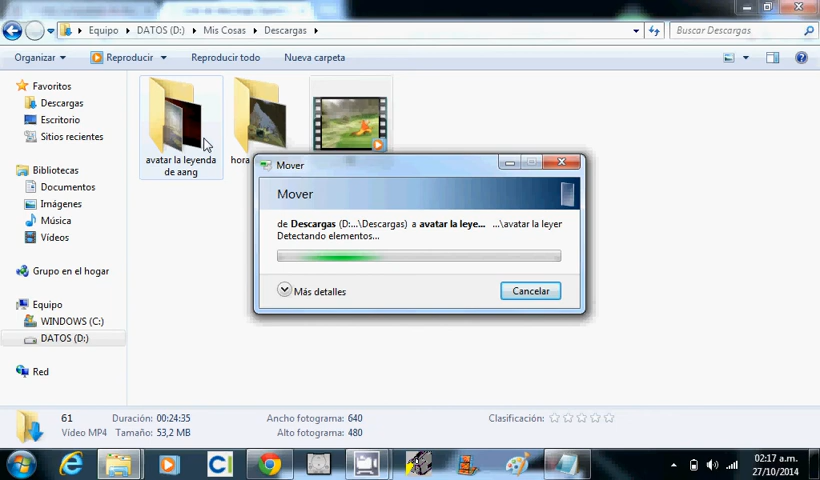 Equipo ▸ DATOS (D:) ▸ Mis Cosas ▸ Descargas ▸
Buscar Descargas
Organizar Reproducir Reproducir todo Nueva carpeta
Favoritos
Descargas
Escritorio
Sitios recientes
Bibliotecas
Documentos
Imágenes
Música
Vídeos
Grupo en el hogar
Equipo
WINDOWS (C:)
DATOS (D:)
Red
avatar la leyenda
de aang
hora
Mover
Mover
de Descargas (D:...\Descargas) a avatar la leye... ...\avatar la leyer
Detectando elementos...
Más detalles
Cancelar
61 Duración: 00:24:35 Ancho fotograma: 640 Clasificación:
Vídeo MP4 Tamaño: 53,2 MB Alto fotograma: 480
CI
02:17 a.m.
27/10/2014